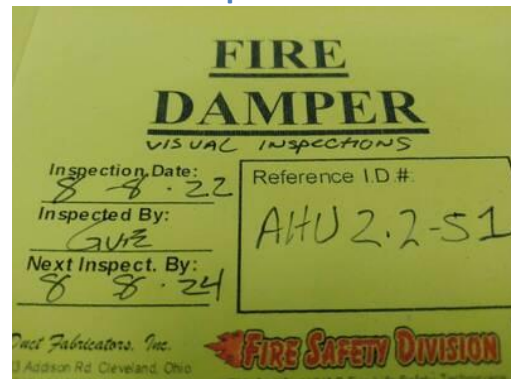 FIRE
DAMPER
VISUAL INSPECTIONS
Inspection Date:
8 - 8 - 22
Inspected By:
Next Inspect. By:
8 8 - 24
Reference I.D.#:
AHU 2.2-S1
Duct Fabricators, Inc.
Addison Rd. Cleveland, Ohio
FIRE SAFETY DIVISION